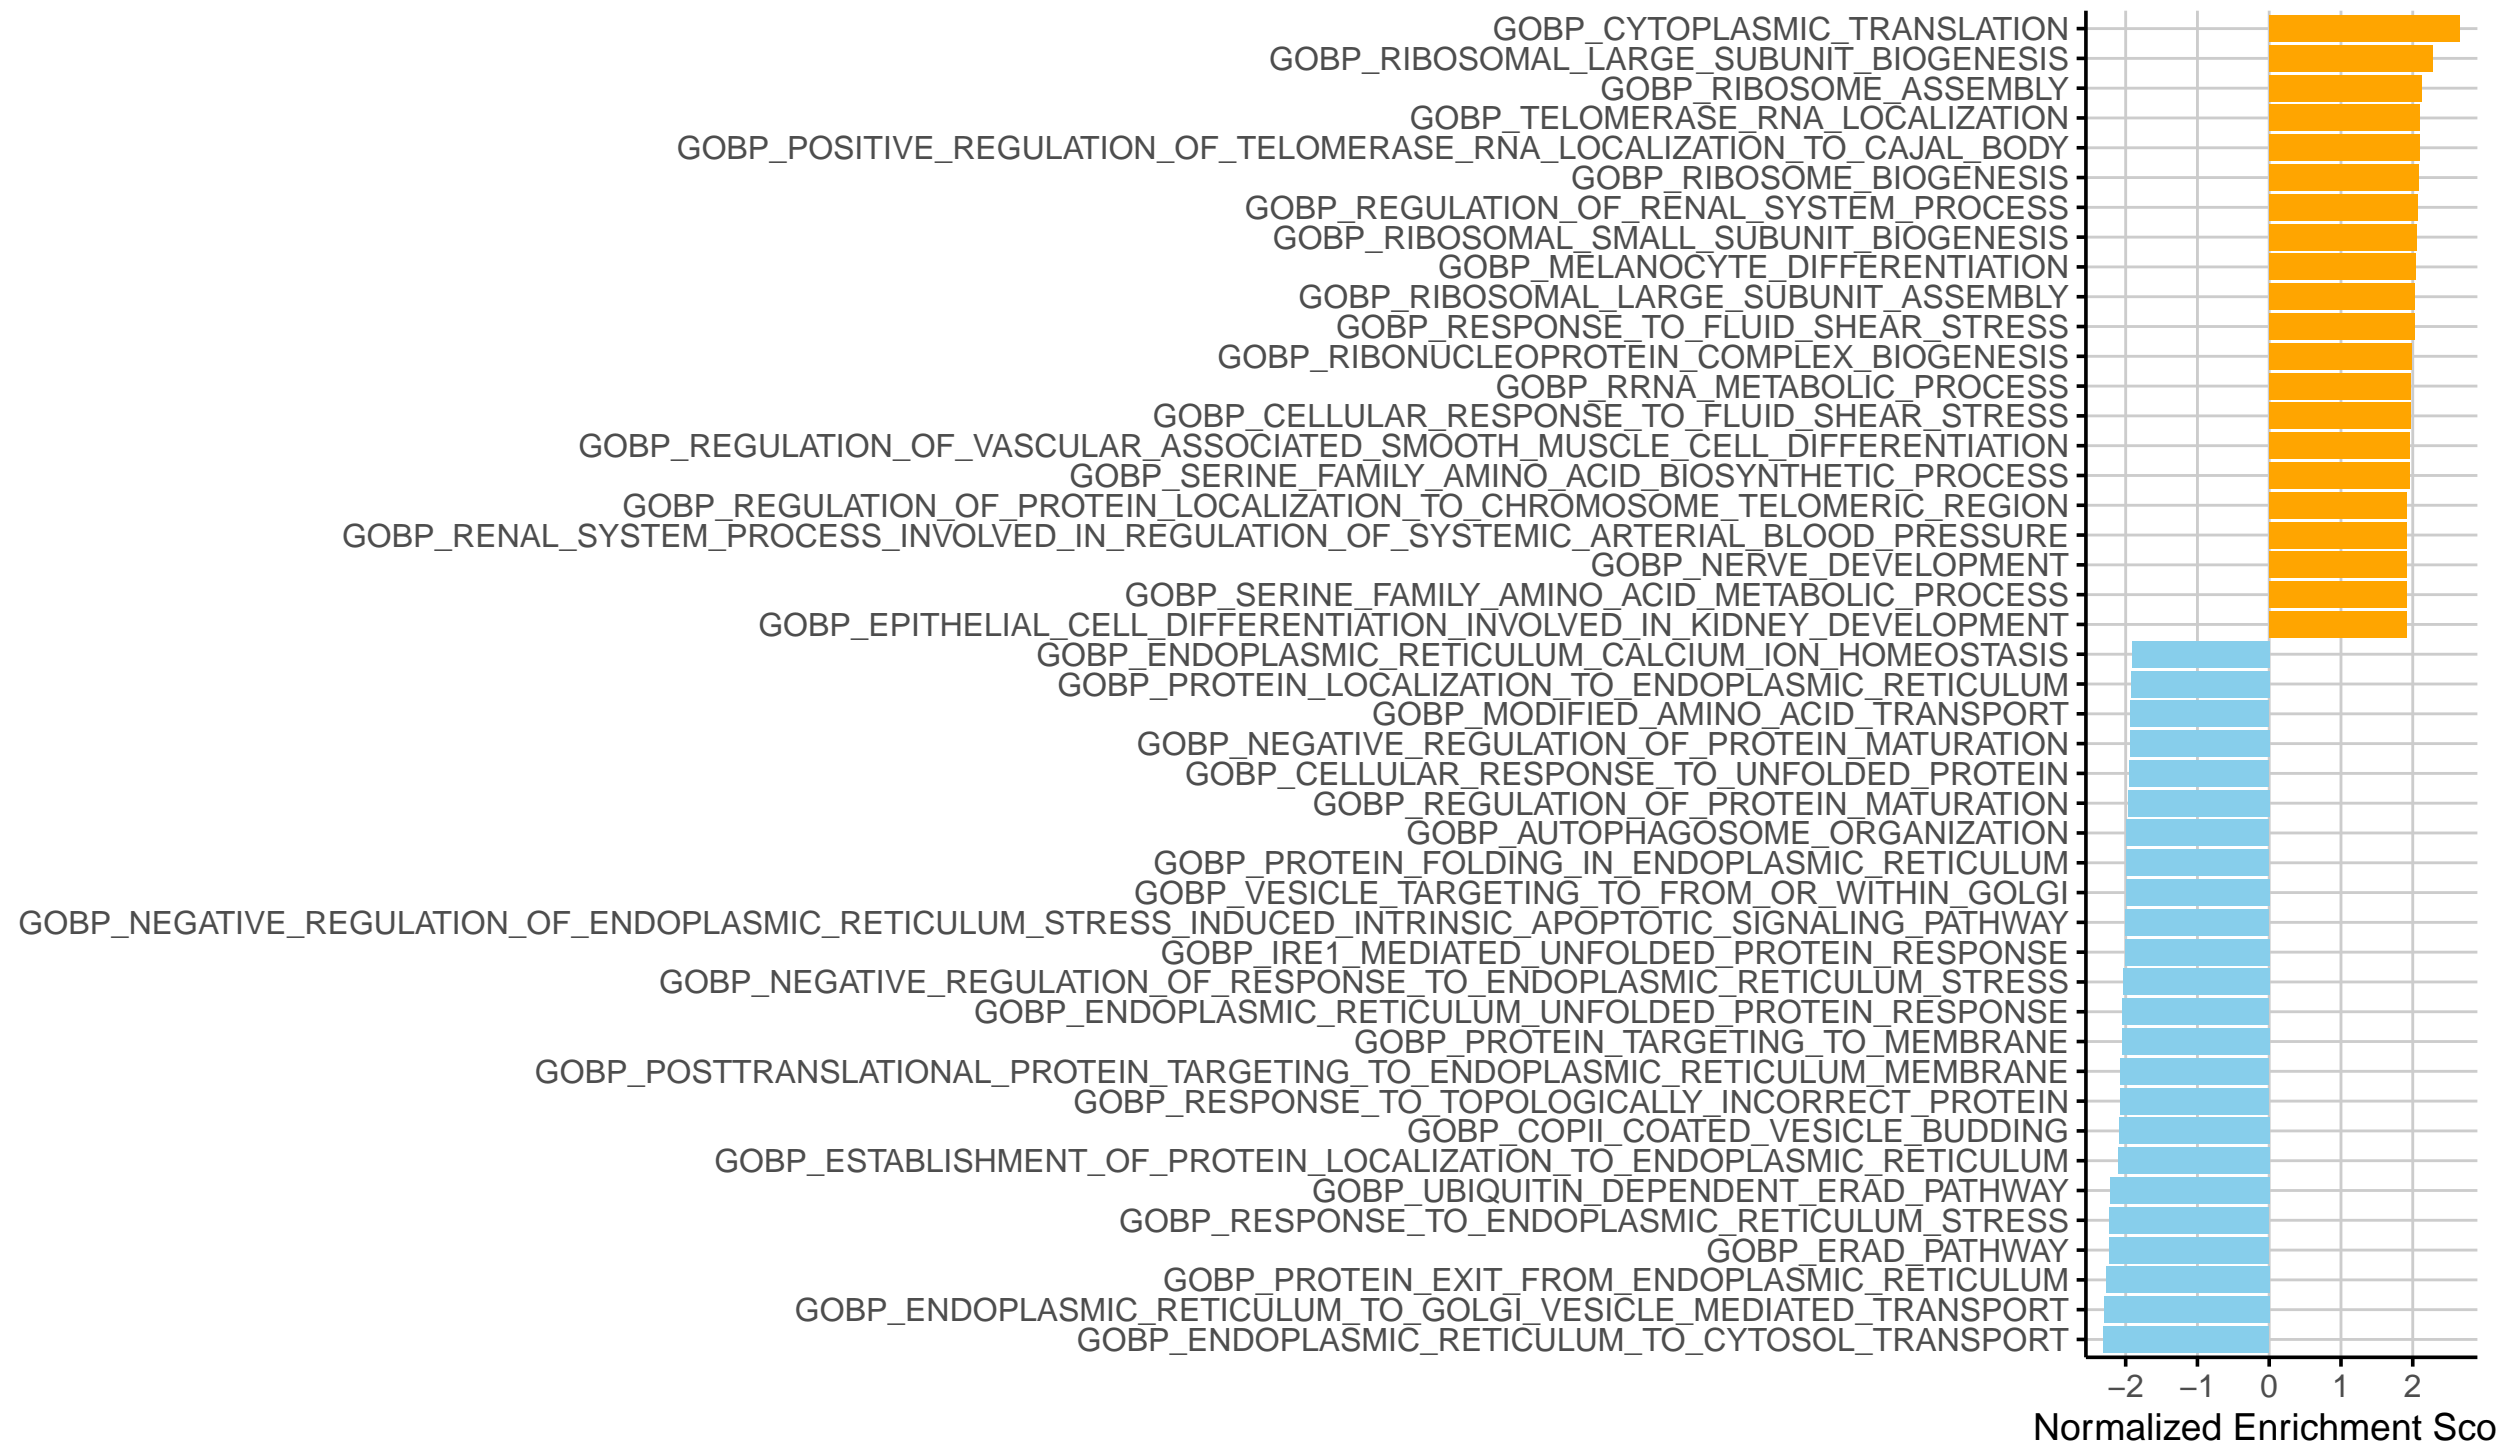 GOBP_CYTOPLASMIC_TRANSLATION
GOBP_RIBOSOMAL_LARGE_SUBUNIT_BIOGENESIS
GOBP_RIBOSOME_ASSEMBLY
GOBP_TELOMERASE_RNA_LOCALIZATION
GOBP_POSITIVE_REGULATION_OF_TELOMERASE_RNA_LOCALIZATION_TO_CAJAL_BODY
GOBP_RIBOSOME_BIOGENESIS
GOBP_REGULATION_OF_RENAL_SYSTEM_PROCESS
GOBP_RIBOSOMAL_SMALL_SUBUNIT_BIOGENESIS
GOBP_MELANOCYTE_DIFFERENTIATION
GOBP_RIBOSOMAL_LARGE_SUBUNIT_ASSEMBLY
GOBP_RESPONSE_TO_FLUID_SHEAR_STRESS
GOBP_RIBONUCLEOPROTEIN_COMPLEX_BIOGENESIS
GOBP_RRNA_METABOLIC_PROCESS
GOBP_CELLULAR_RESPONSE_TO_FLUID_SHEAR_STRESS
GOBP_REGULATION_OF_VASCULAR_ASSOCIATED_SMOOTH_MUSCLE_CELL_DIFFERENTIATION
GOBP_SERINE_FAMILY_AMINO_ACID_BIOSYNTHETIC_PROCESS
GOBP_REGULATION_OF_PROTEIN_LOCALIZATION_TO_CHROMOSOME_TELOMERIC_REGION
GOBP_RENAL_SYSTEM_PROCESS_INVOLVED_IN_REGULATION_OF_SYSTEMIC_ARTERIAL_BLOOD_PRESSURE
GOBP_NERVE_DEVELOPMENT
GOBP_SERINE_FAMILY_AMINO_ACID_METABOLIC_PROCESS
GOBP_EPITHELIAL_CELL_DIFFERENTIATION_INVOLVED_IN_KIDNEY_DEVELOPMENT
GOBP_ENDOPLASMIC_RETICULUM_CALCIUM_ION_HOMEOSTASIS
GOBP_PROTEIN_LOCALIZATION_TO_ENDOPLASMIC_RETICULUM
GOBP_MODIFIED_AMINO_ACID_TRANSPORT
GOBP_NEGATIVE_REGULATION_OF_PROTEIN_MATURATION
GOBP_CELLULAR_RESPONSE_TO_UNFOLDED_PROTEIN
GOBP_REGULATION_OF_PROTEIN_MATURATION
GOBP_AUTOPHAGOSOME_ORGANIZATION
GOBP_PROTEIN_FOLDING_IN_ENDOPLASMIC_RETICULUM
GOBP_VESICLE_TARGETING_TO_FROM_OR_WITHIN_GOLGI
GOBP_NEGATIVE_REGULATION_OF_ENDOPLASMIC_RETICULUM_STRESS_INDUCED_INTRINSIC_APOPTOTIC_SIGNALING_PATHWAY
GOBP_IRE1_MEDIATED_UNFOLDED_PROTEIN_RESPONSE
GOBP_NEGATIVE_REGULATION_OF_RESPONSE_TO_ENDOPLASMIC_RETICULUM_STRESS
GOBP_ENDOPLASMIC_RETICULUM_UNFOLDED_PROTEIN_RESPONSE
GOBP_PROTEIN_TARGETING_TO_MEMBRANE
GOBP_POSTTRANSLATIONAL_PROTEIN_TARGETING_TO_ENDOPLASMIC_RETICULUM_MEMBRANE
GOBP_RESPONSE_TO_TOPOLOGICALLY_INCORRECT_PROTEIN
GOBP_COPII_COATED_VESICLE_BUDDING
GOBP_ESTABLISHMENT_OF_PROTEIN_LOCALIZATION_TO_ENDOPLASMIC_RETICULUM
GOBP_UBIQUITIN_DEPENDENT_ERAD_PATHWAY
GOBP_RESPONSE_TO_ENDOPLASMIC_RETICULUM_STRESS
GOBP_ERAD_PATHWAY
GOBP_PROTEIN_EXIT_FROM_ENDOPLASMIC_RETICULUM
GOBP_ENDOPLASMIC_RETICULUM_TO_GOLGI_VESICLE_MEDIATED_TRANSPORT
GOBP_ENDOPLASMIC_RETICULUM_TO_CYTOSOL_TRANSPORT
−2 −1 0 1 2
Normalized Enrichment Sco